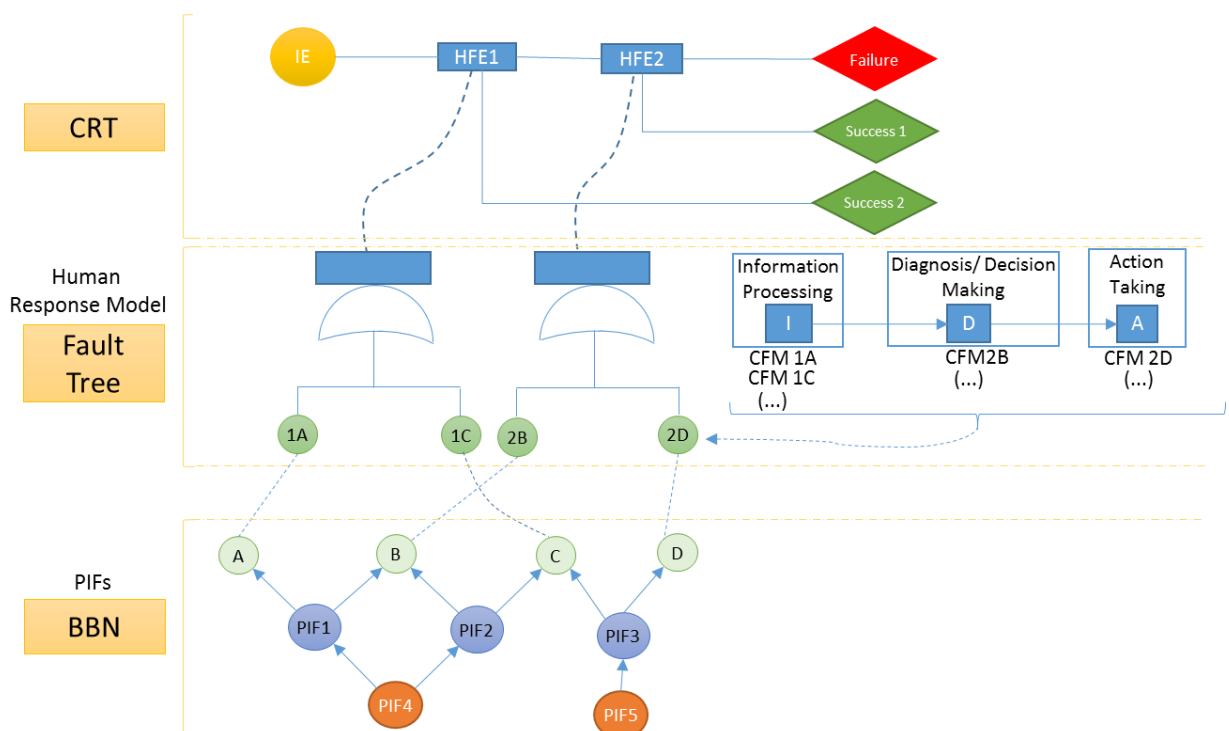 IE
HFE1
HFE2
Failure
CRT
Success 1
Success 2
Human
Response Model
Fault
Tree
Information
Processing
Diagnosis/ Decision
Making
Action
Taking
I
D
A
CFM 1A
CFM 1C
(...)
CFM2B
(...)
CFM 2D
(...)
1A
1C
2B
2D
A
B
C
D
PIFs
BBN
PIF1
PIF2
PIF3
PIF4
PIF5